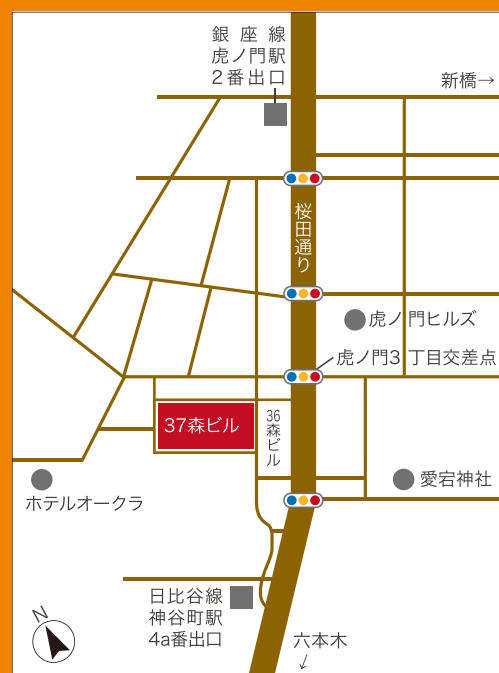 銀座線
虎ノ門駅
2番出口
新橋→
桜田通り
虎ノ門ヒルズ
虎ノ門3丁目交差点
37森ビル
36森ビル
愛宕神社
ホテルオークラ
日比谷線
神谷町駅
4a番出口
六本木
↓
N